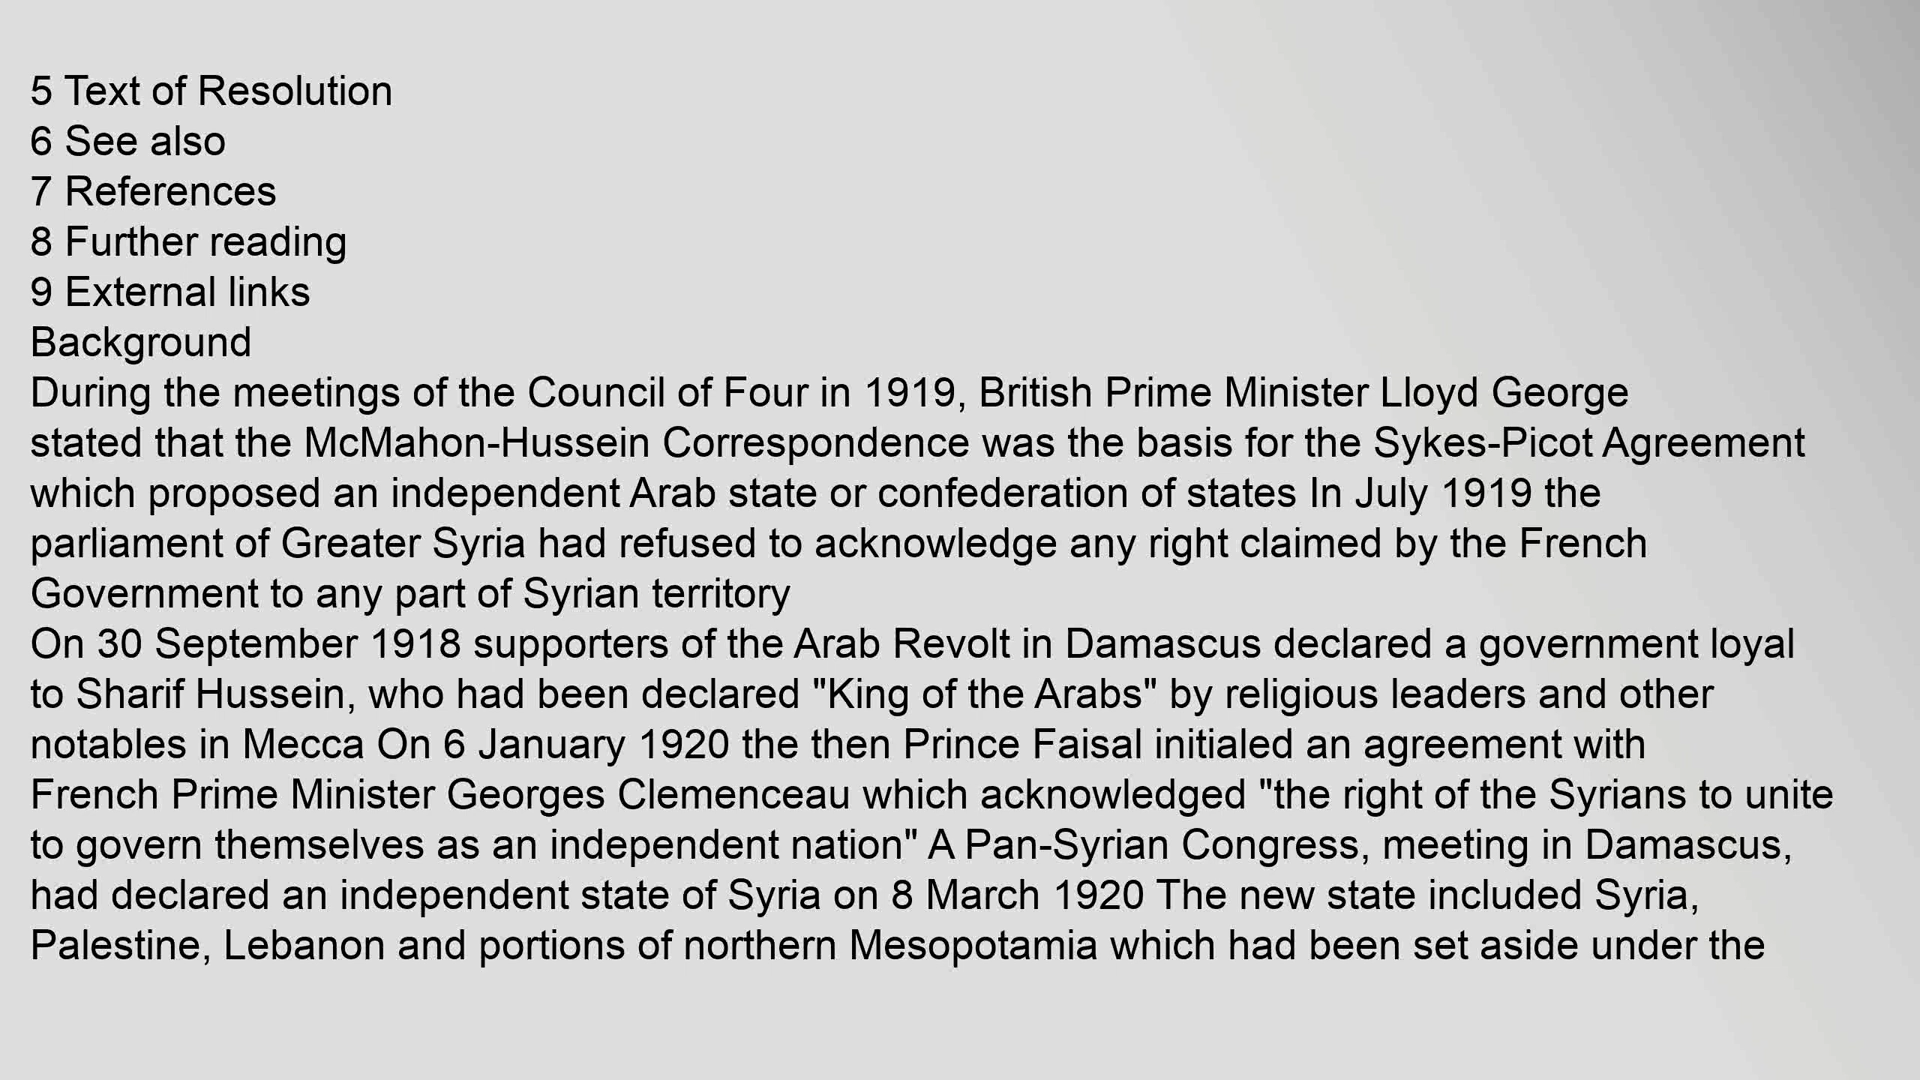 5 Text of Resolution
6 See also
7 References
8 Further reading
9 External links
Background
During the meetings of the Council of Four in 1919, British Prime Minister Lloyd George
stated that the McMahon-Hussein Correspondence was the basis for the Sykes-Picot Agreement
which proposed an independent Arab state or confederation of states In July 1919 the
parliament of Greater Syria had refused to acknowledge any right claimed by the French
Government to any part of Syrian territory
On 30 September 1918 supporters of the Arab Revolt in Damascus declared a government loyal
to Sharif Hussein, who had been declared "King of the Arabs" by religious leaders and other
notables in Mecca On 6 January 1920 the then Prince Faisal initialed an agreement with
French Prime Minister Georges Clemenceau which acknowledged "the right of the Syrians to unite
to govern themselves as an independent nation" A Pan-Syrian Congress, meeting in Damascus,
had declared an independent state of Syria on 8 March 1920 The new state included Syria,
Palestine, Lebanon and portions of northern Mesopotamia which had been set aside under the